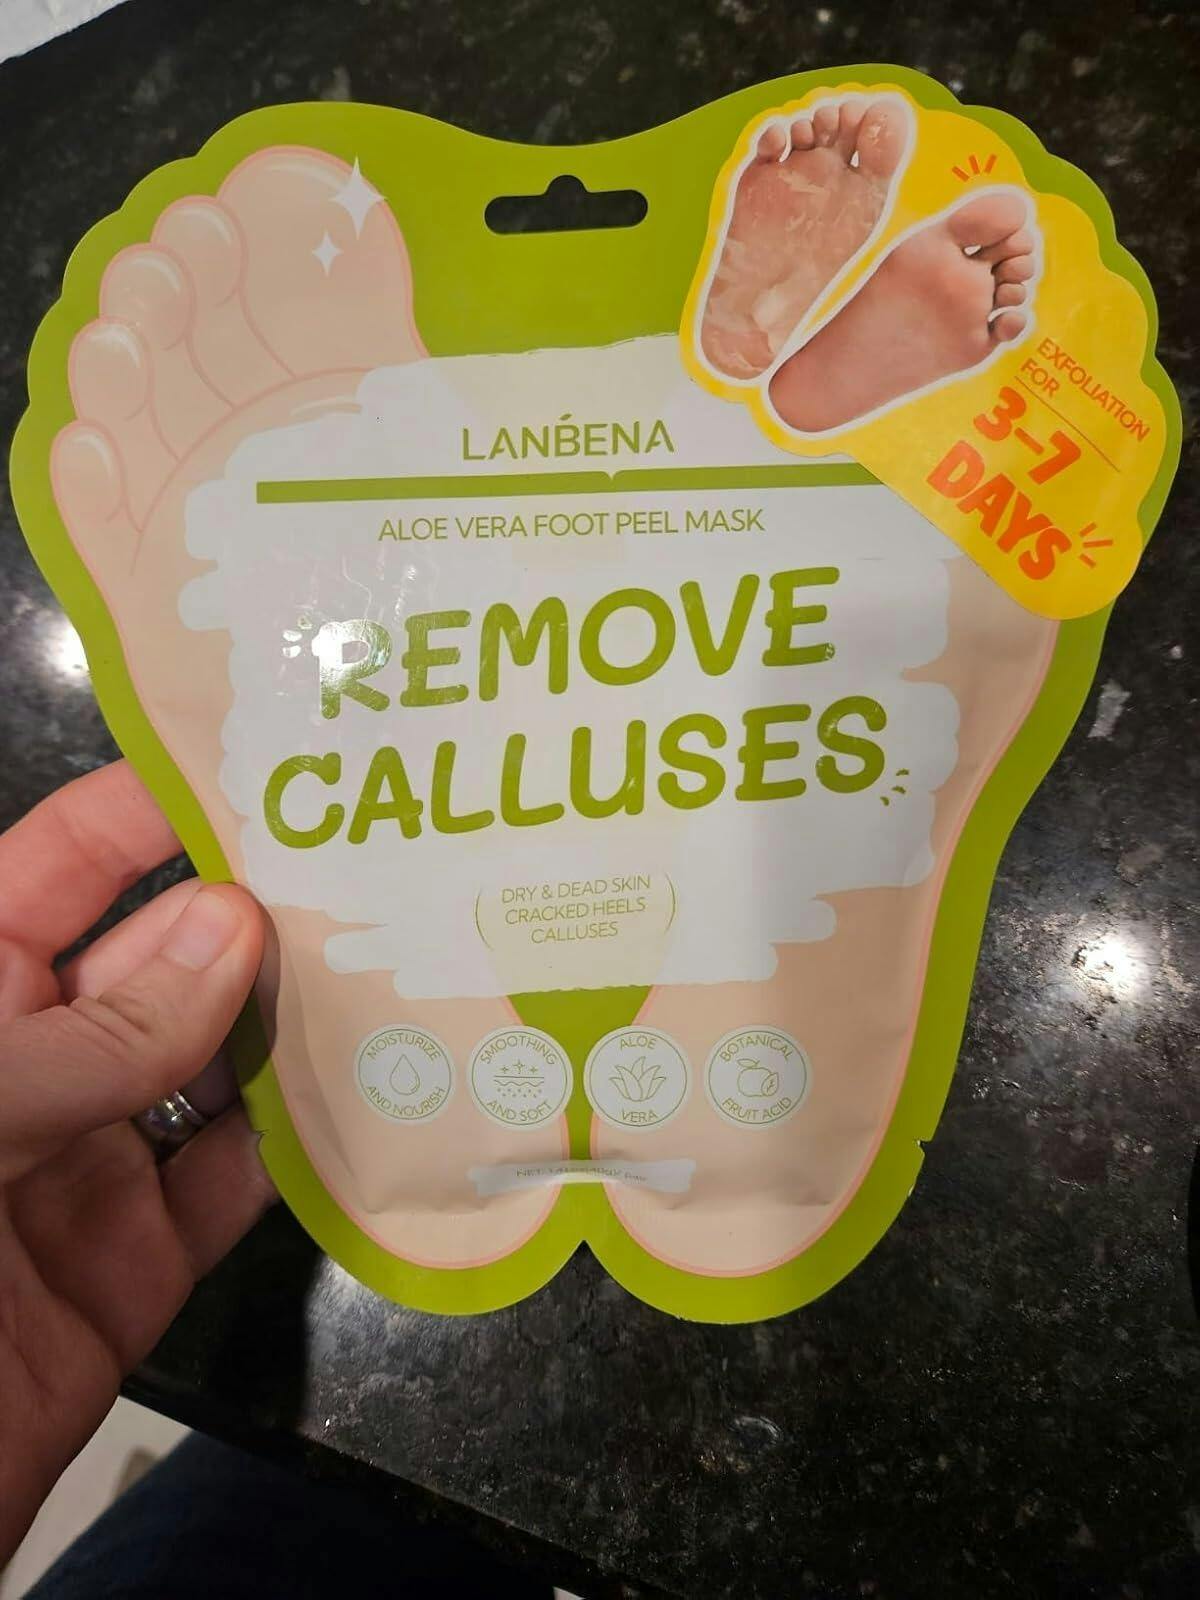 LANBENA
ALOE VERA FOOT PEEL MASK
REMOVE
CALLUSES
DRY & DEAD SKIN
CRACKED HEELS
CALLUSES
EXFOLIATION
FOR
3-7
DAYS
MOISTURIZE
AND NOURISH
SMOOTHING
AND SOFT
ALOE
VERA
BOTANICAL
FRUIT ACID
NET: